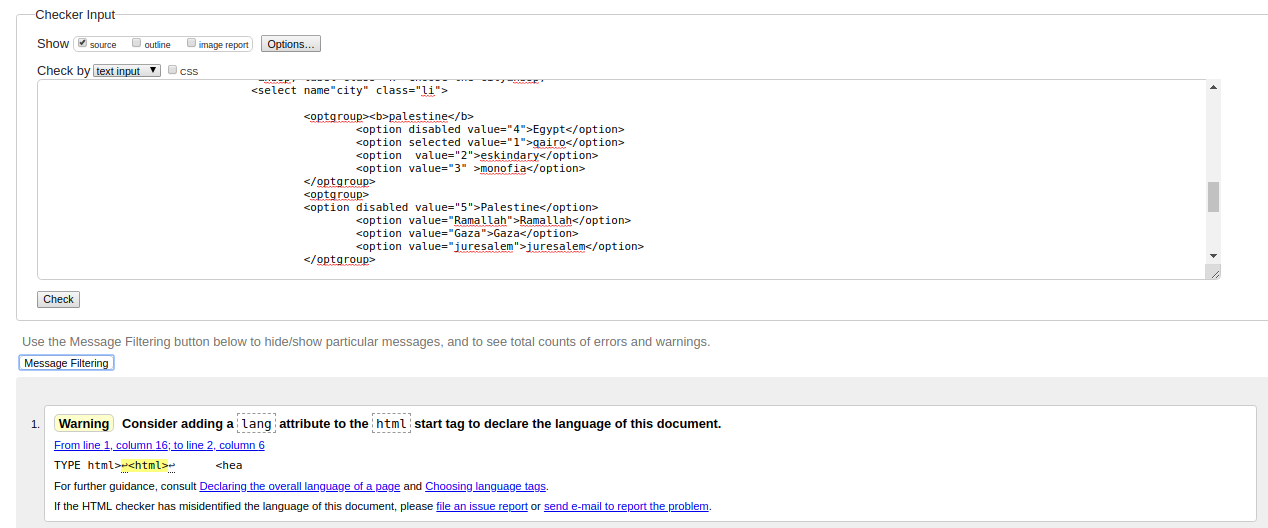 Checker Input
Show source outline image report Options...
Check by text input CSS
<select name"city" class="li">
<optgroup><b>palestine</b>
<option disabled value="4">Egypt</option>
<option selected value="1">qairo</option>
<option  value="2">eskindary</option>
<option value="3" >monofia</option>
</optgroup>
<optgroup>
<option disabled value="5">Palestine</option>
<option value="Ramallah">Ramallah</option>
<option value="Gaza">Gaza</option>
<option value="juresalem">juresalem</option>
</optgroup>
Check
Use the Message Filtering button below to hide/show particular messages, and to see total counts of errors and warnings.
Message Filtering
1. Warning Consider adding a lang attribute to the html start tag to declare the language of this document.
From line 1, column 16; to line 2, column 6
TYPE html>↩<html>↩ <hea
For further guidance, consult Declaring the overall language of a page and Choosing language tags.
If the HTML checker has misidentified the language of this document, please file an issue report or send e-mail to report the problem.